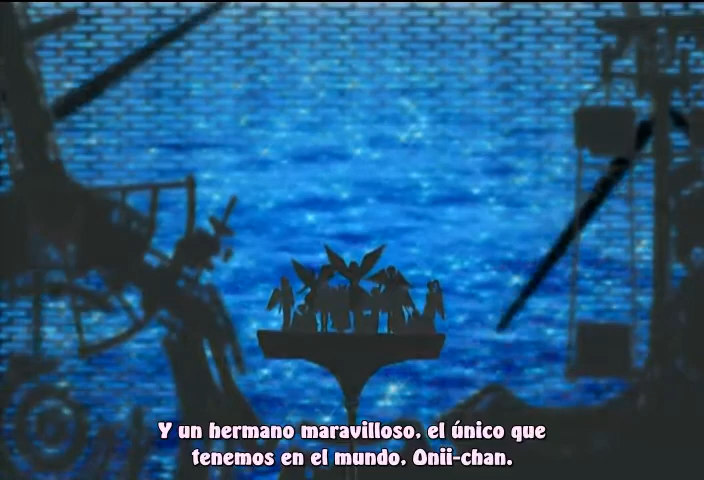 Y un hermano maravilloso, el único que
tenemos en el mundo, Onii-chan.